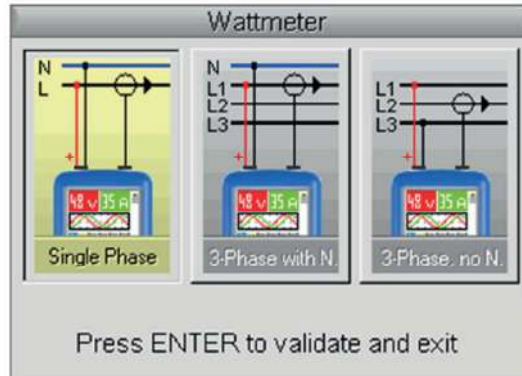 Wattmeter
N
L
+
48 V 35 A
Single Phase
N
L1
L2
L3
+
48 V 35 A
3-Phase with N.
L1
L2
L3
+
48 V 35 A
3-Phase, no N.
Press ENTER to validate and exit